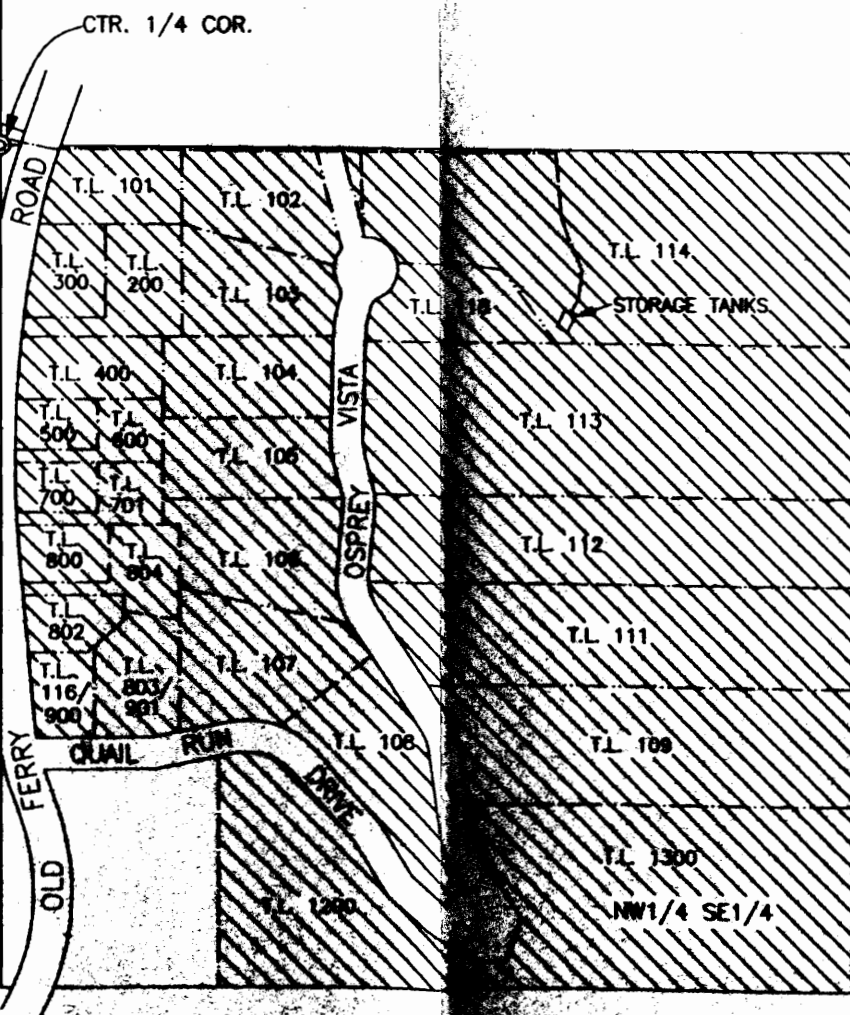 CTR. 1/4 COR.
ROAD
T.L. 101
T.L. 102
T.L. 114
T.L.
300
T.L.
200
T.L. 103
T.L.
STORAGE TANKS
T.L. 400
T.L. 104
VISTA
T.L.
500
T.L.
600
T.L. 105
T.L. 113
T.L.
700
T.L.
701
OSPREY
T.L.
800
T.L.
804
T.L. 106
T.L. 112
T.L.
802
T.L. 111
T.L.
116/
900
T.L.
803/
901
T.L. 107
FERRY
QUAIL RUN
T.L. 108
T.L. 109
DRIVE
OLD
T.L. 1300
T.L. 1200
NW1/4 SE1/4